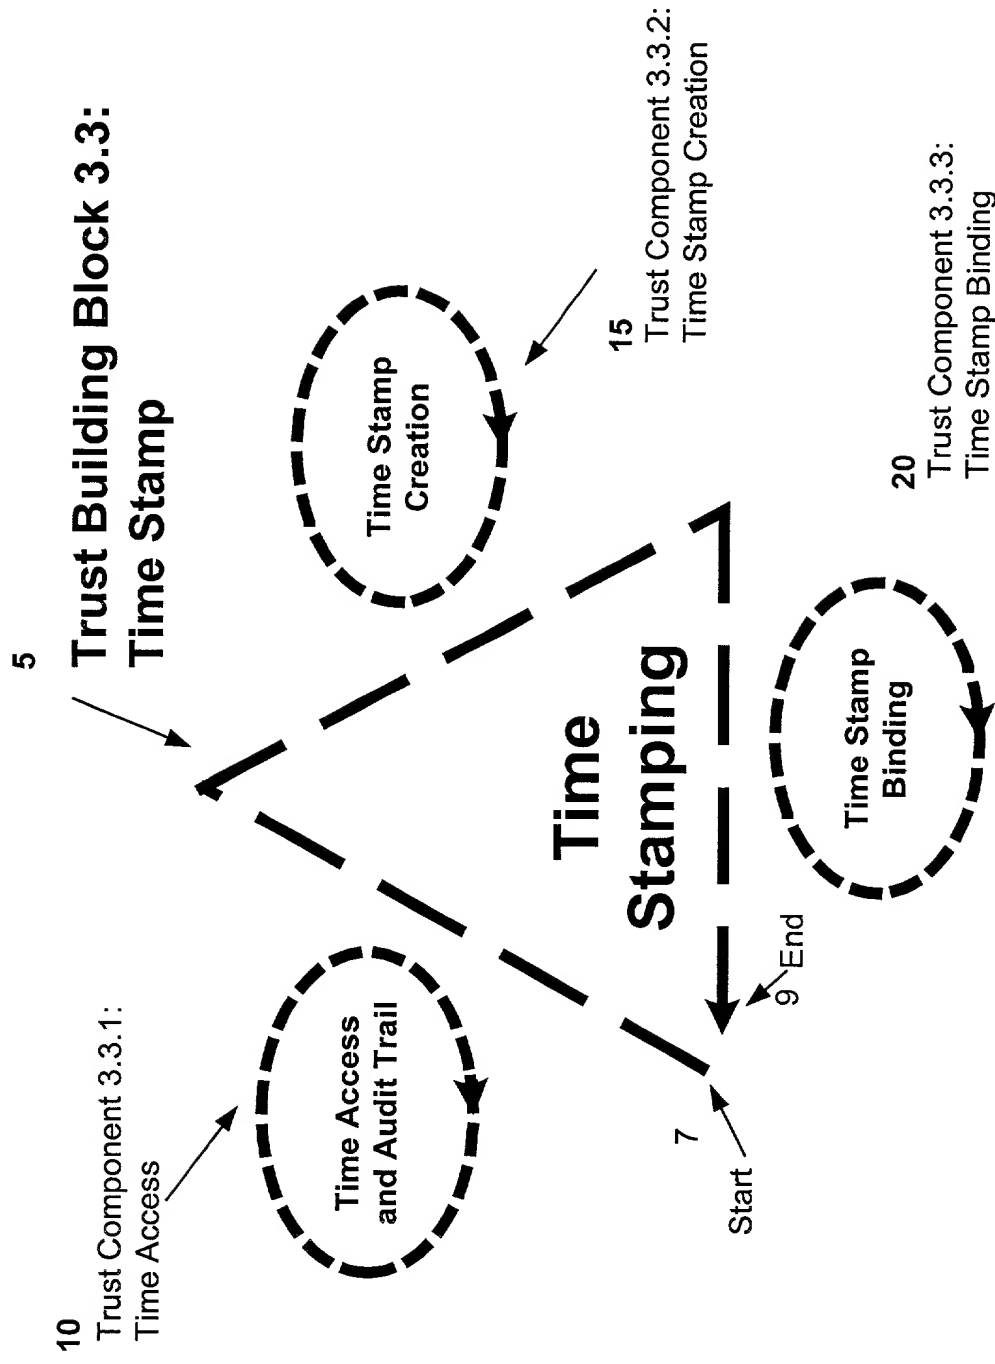 5
Trust Building Block 3.3:
Time Stamp
10
Trust Component 3.3.1:
Time Access
Time Access
and Audit Trail
Time Stamp
Creation
15
Trust Component 3.3.2:
Time Stamp Creation
Time
Stamping
7
Start
9
End
Time Stamp
Binding
20
Trust Component 3.3.3:
Time Stamp Binding